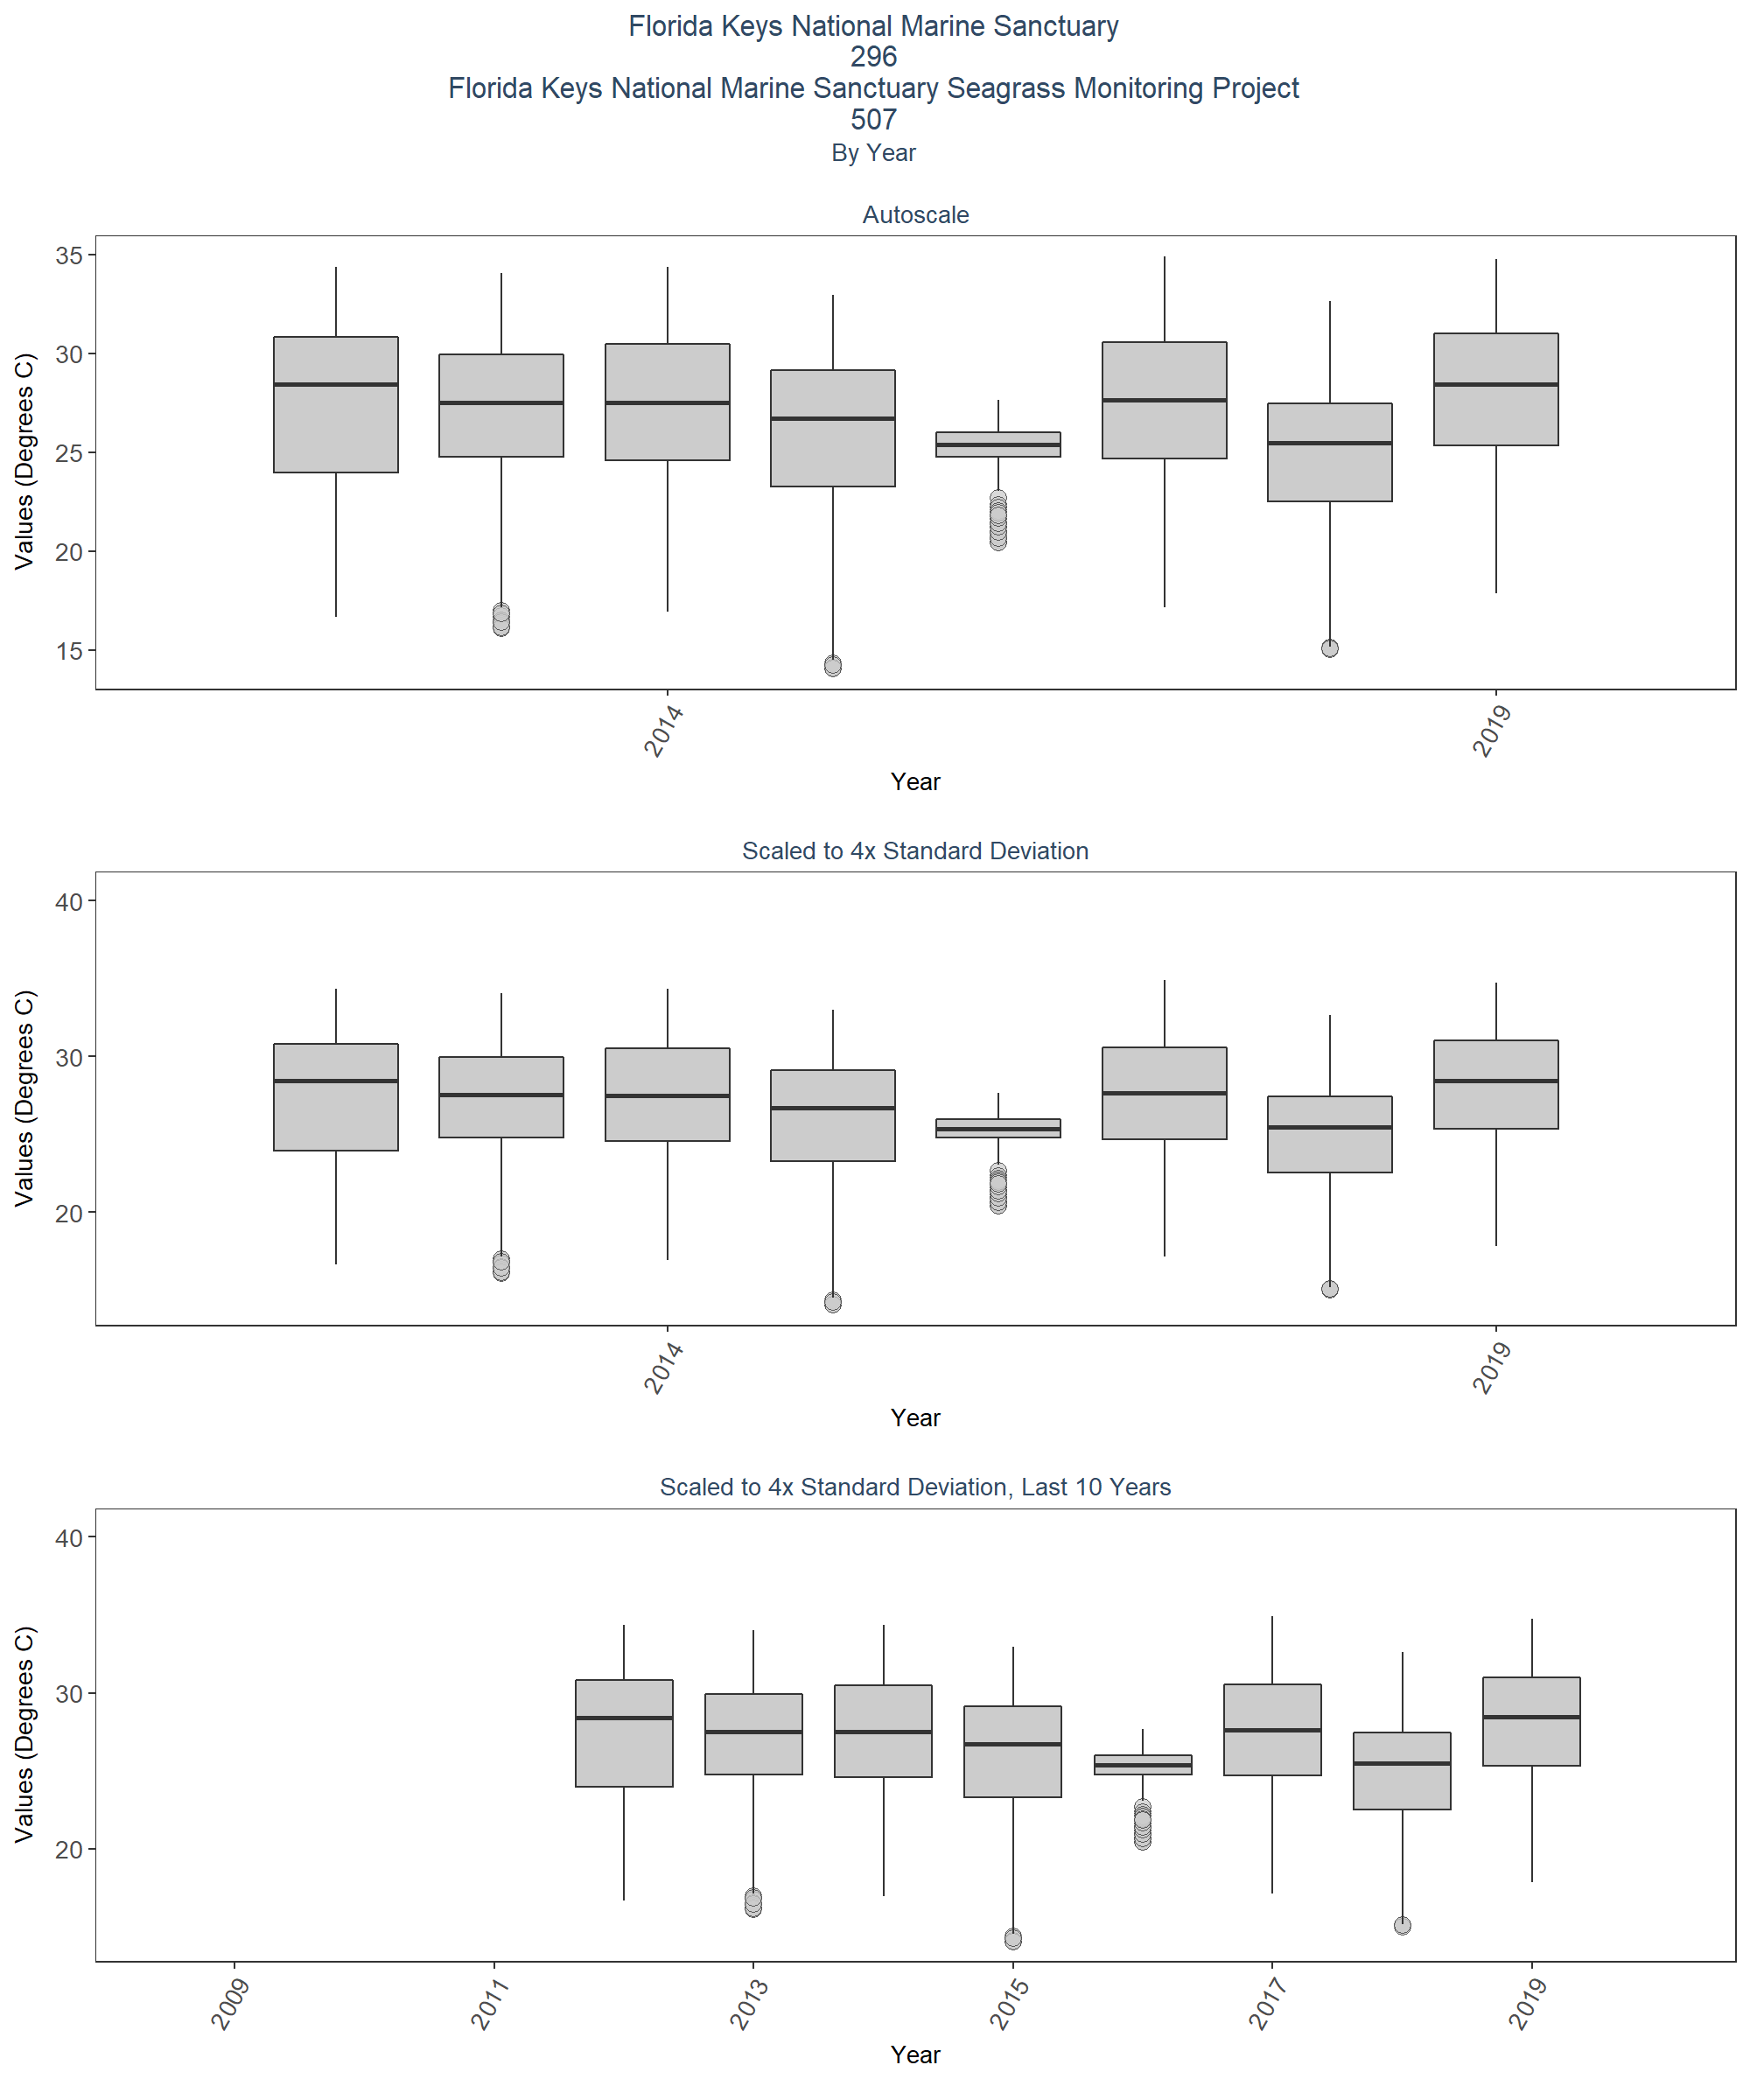 Florida Keys National Marine Sanctuary
296
Florida Keys National Marine Sanctuary Seagrass Monitoring Project
507
By Year
Autoscale
Values (Degrees C)
35
30
25
20
15
2014
2019
Year
Scaled to 4x Standard Deviation
Values (Degrees C)
40
30
20
2014
2019
Year
Scaled to 4x Standard Deviation, Last 10 Years
Values (Degrees C)
40
30
20
2009
2011
2013
2015
2017
2019
Year